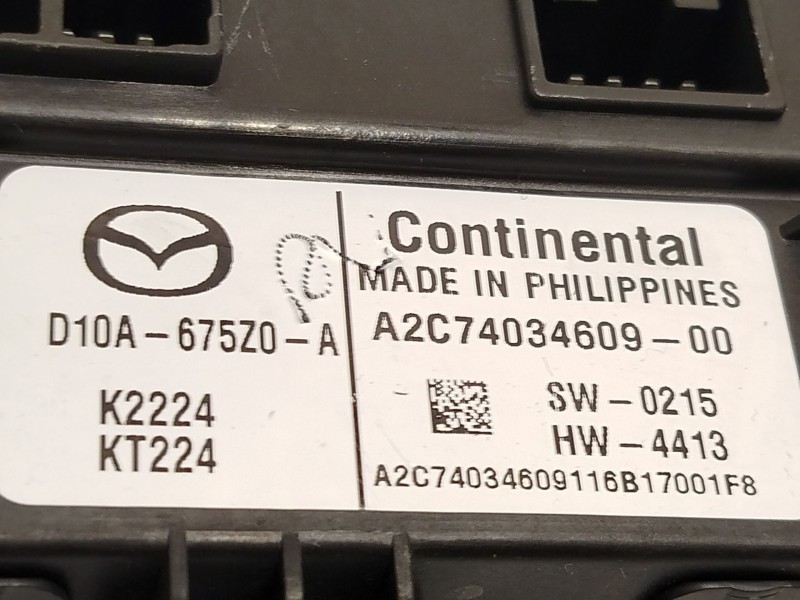 D10A-675Z0-A
K2224
KT224
Continental
MADE IN PHILIPPINES
A2C74034609-00
SW-0215
HW-4413
A2C74034609116B17001F8